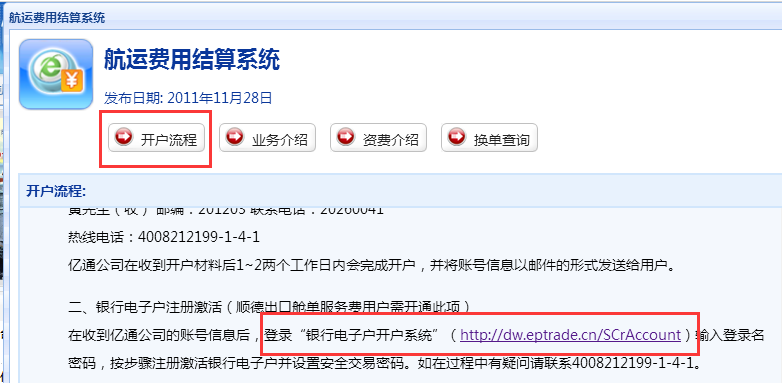 航运费用结算系统
航运费用结算系统
发布日期: 2011年11月28日
开户流程 业务介绍 资费介绍 换单查询
开户流程:
黄先生（收）邮编：201203 联系电话：20260041
热线电话：4008212199-1-4-1
亿通公司在收到开户材料后1~2两个工作日内会完成开户，并将账号信息以邮件的形式发送给用户。
二、银行电子户注册激活（顺德出口舱单服务费用户需开通此项）
在收到亿通公司的账号信息后，登录“银行电子户开户系统”（http://dw.eptrade.cn/SCrAccount）输入登录名
密码，按步骤注册激活银行电子户并设置安全交易密码。如在过程中有疑问请联系4008212199-1-4-1。